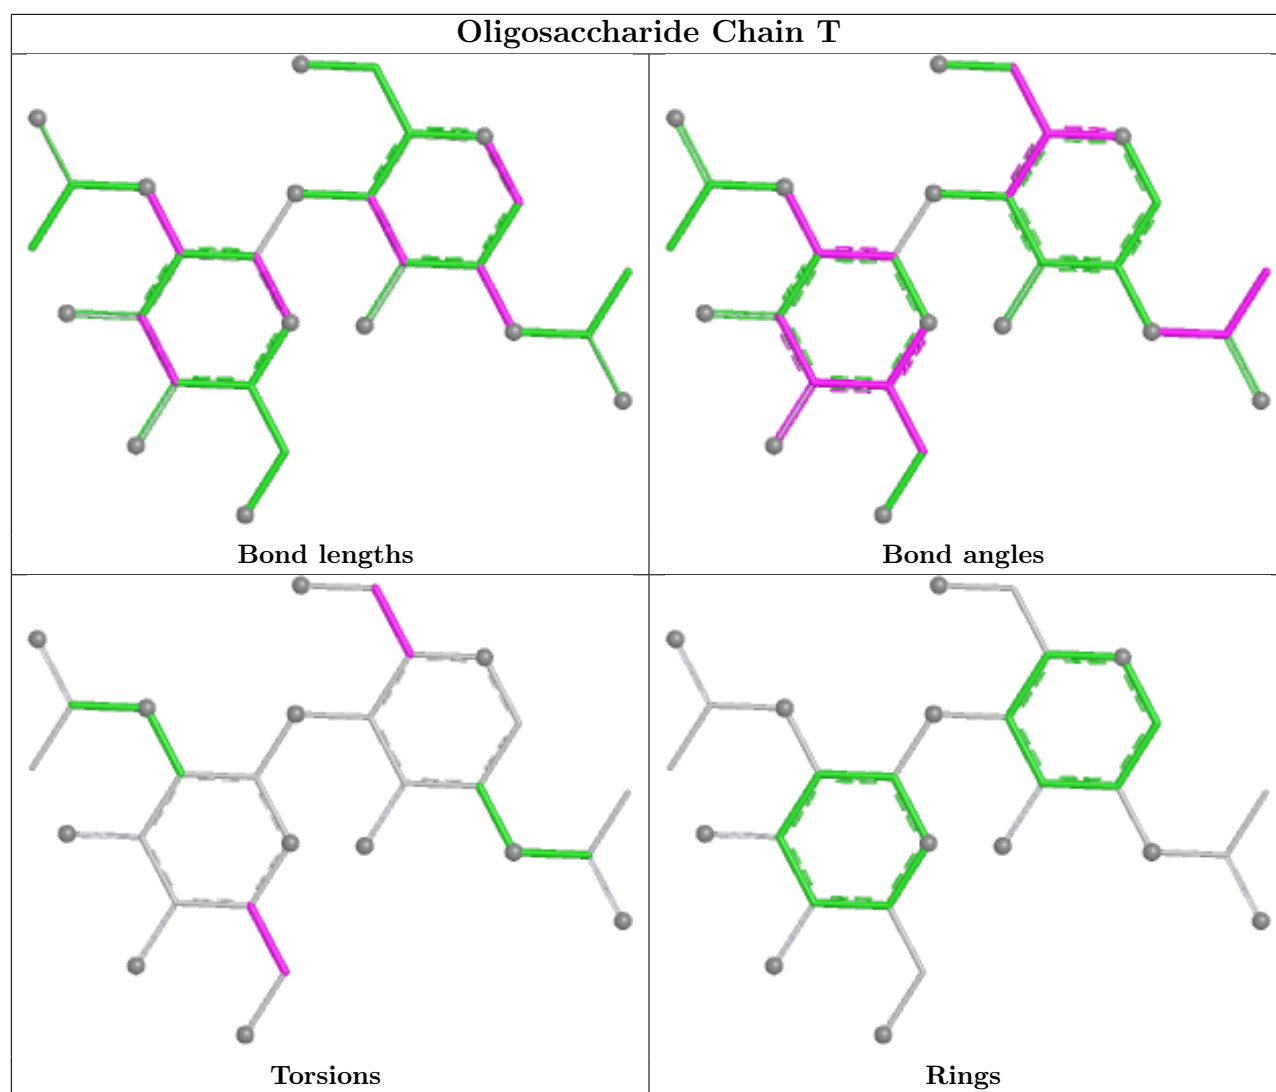 Oligosaccharide Chain T
Bond lengths
Bond angles
Torsions
Rings